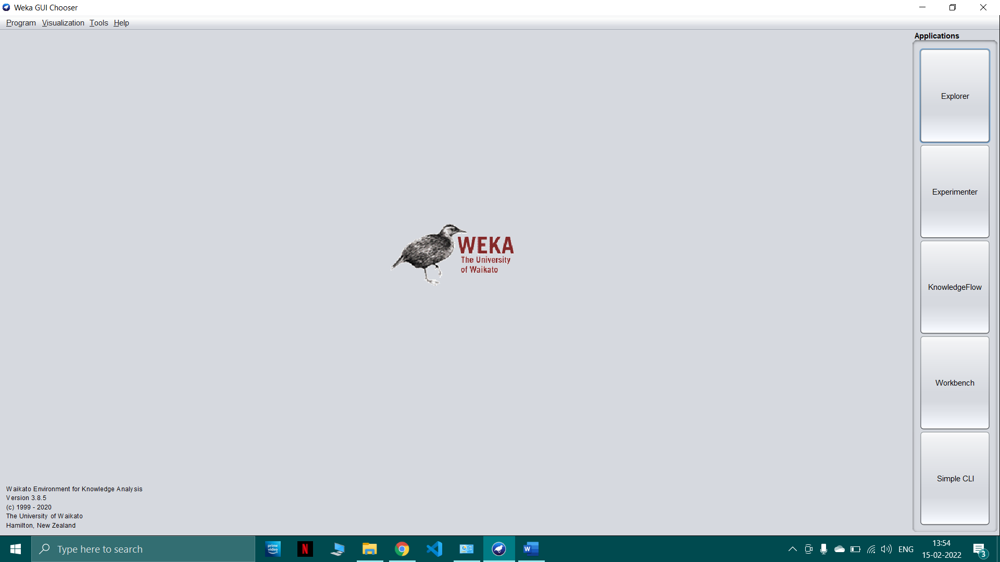 Weka GUI Chooser
Program Visualization Tools Help
Applications
Explorer
Experimenter
KnowledgeFlow
Workbench
Simple CLI
WEKA
The University
of Waikato
Waikato Environment for Knowledge Analysis
Version 3.8.5
(c) 1999 - 2020
The University of Waikato
Hamilton, New Zealand
Type here to search
prime
video
N
W
ENG
13:54
15-02-2022
3